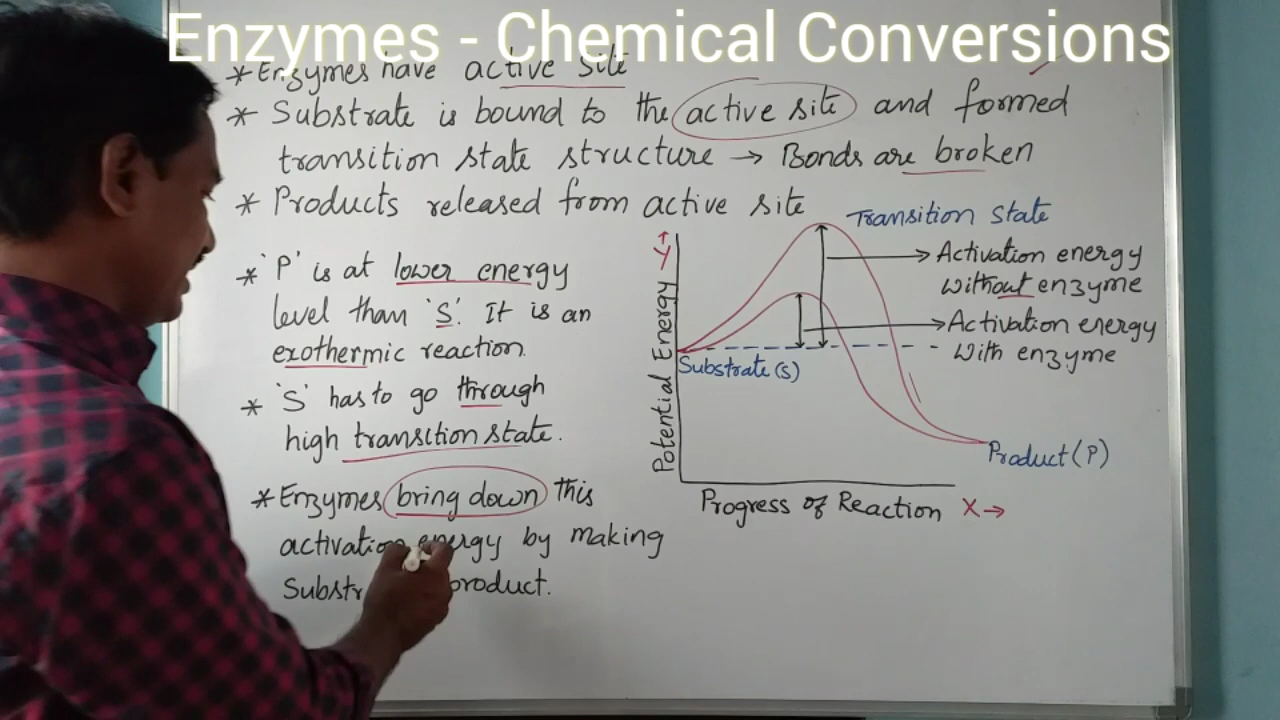 Enzymes - Chemical Conversions
* Enzymes have active site
* Substrate is bound to the active site and formed
transition state structure → Bonds are broken
* Products released from active site
* 'P' is at lower energy
level than 'S'. It is an
exothermic reaction.
* 'S' has to go through
high transition state.
* Enzymes bring down this
activation energy by making
product.
Transition state
Activation energy
without enzyme
Activation energy
with enzyme
Substrate (S)
Product (P)
Potential Energy Y→
Progress of Reaction X→